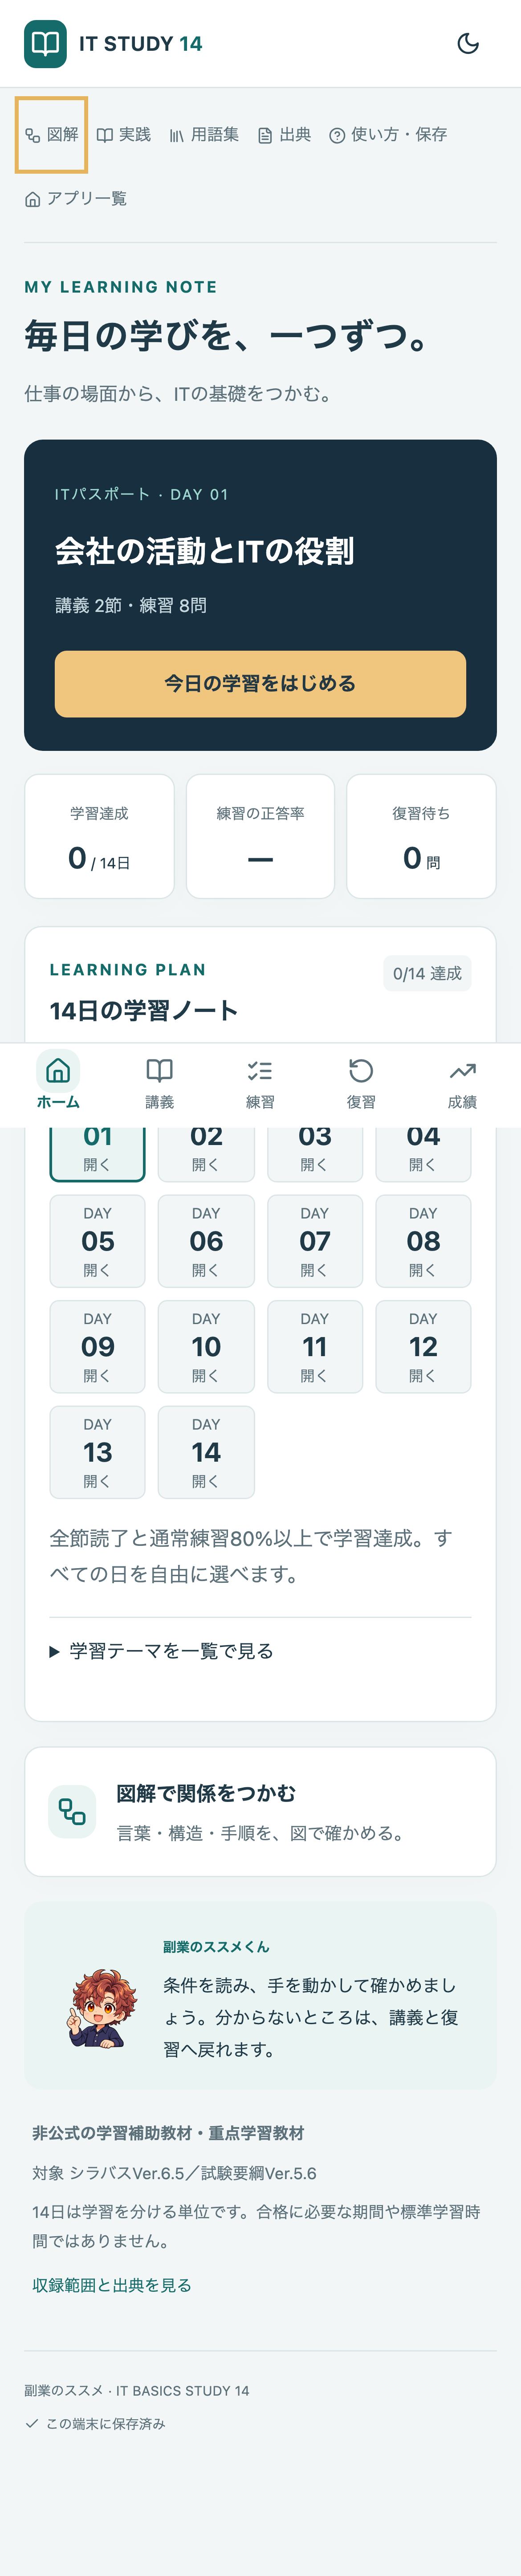 IT STUDY 14
図解 実践 用語集 出典 使い方・保存
アプリ一覧
MY LEARNING NOTE
毎日の学びを、一つずつ。
仕事の場面から、ITの基礎をつかむ。
ITパスポート · DAY 01
会社の活動とITの役割
講義 2節・練習 8問
今日の学習をはじめる
学習達成 練習の正答率 復習待ち
0 / 14日 — 0 問
LEARNING PLAN
0/14 達成
14日の学習ノート
ホーム 講義 練習 復習 成績
01 02 03 04
開く 開く 開く 開く
DAY DAY DAY DAY
05 06 07 08
開く 開く 開く 開く
DAY DAY DAY DAY
09 10 11 12
開く 開く 開く 開く
DAY DAY
13 14
開く 開く
全節読了と通常練習80%以上で学習達成。す
べての日を自由に選べます。
▶ 学習テーマを一覧で見る
図解で関係をつかむ
言葉・構造・手順を、図で確かめる。
副業のススメくん
条件を読み、手を動かして確かめまし
ょう。分からないところは、講義と復
習へ戻れます。
非公式の学習補助教材・重点学習教材
対象 シラバスVer.6.5／試験要綱Ver.5.6
14日は学習を分ける単位です。合格に必要な期間や標準学習時
間ではありません。
収録範囲と出典を見る
副業のススメ · IT BASICS STUDY 14
この端末に保存済み